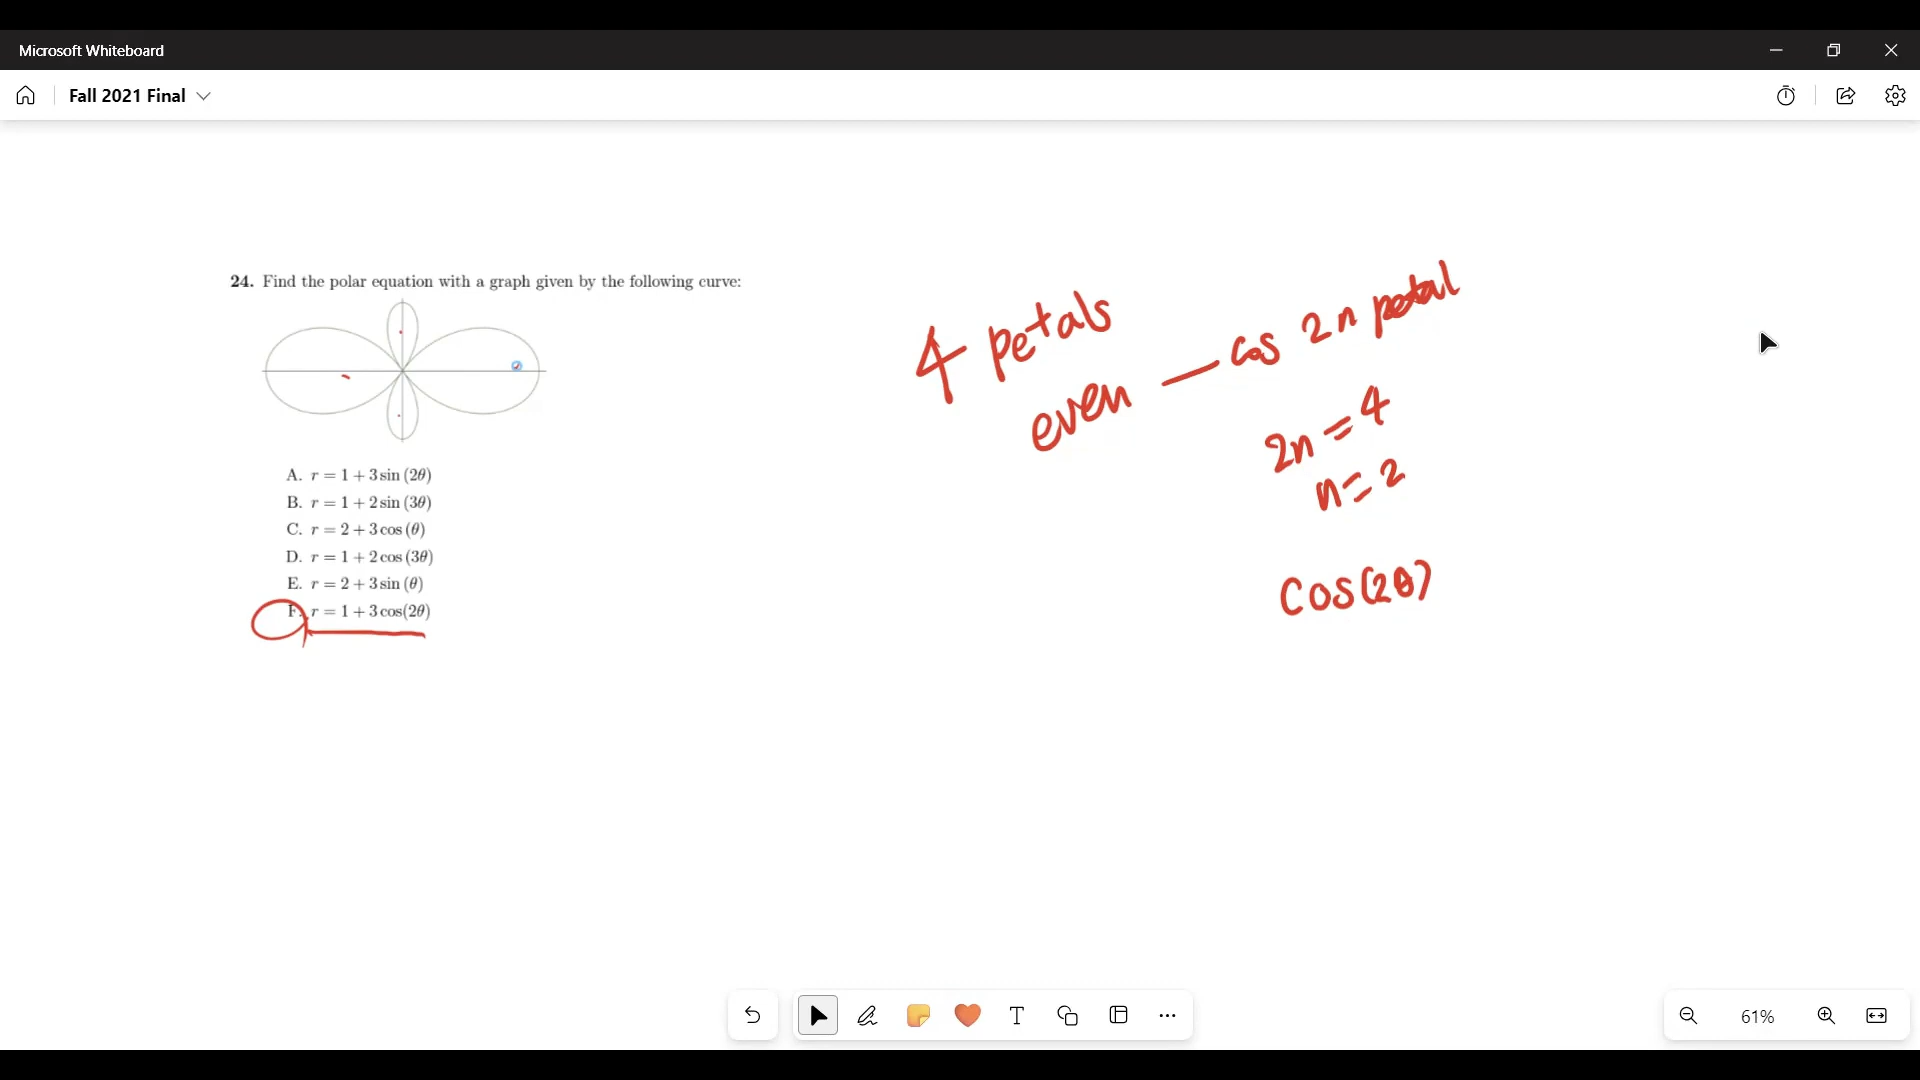 Microsoft Whiteboard
Fall 2021 Final
24. Find the polar equation with a graph given by the following curve:
A. r = 1 + 3 sin (2θ)
B. r = 1 + 2 sin (3θ)
C. r = 2 + 3 cos (θ)
D. r = 1 + 2 cos (3θ)
E. r = 2 + 3 sin (θ)
F. r = 1 + 3 cos(2θ)
4 petals
even — cos 2n petal
2n = 4
n = 2
cos(2θ)
61%